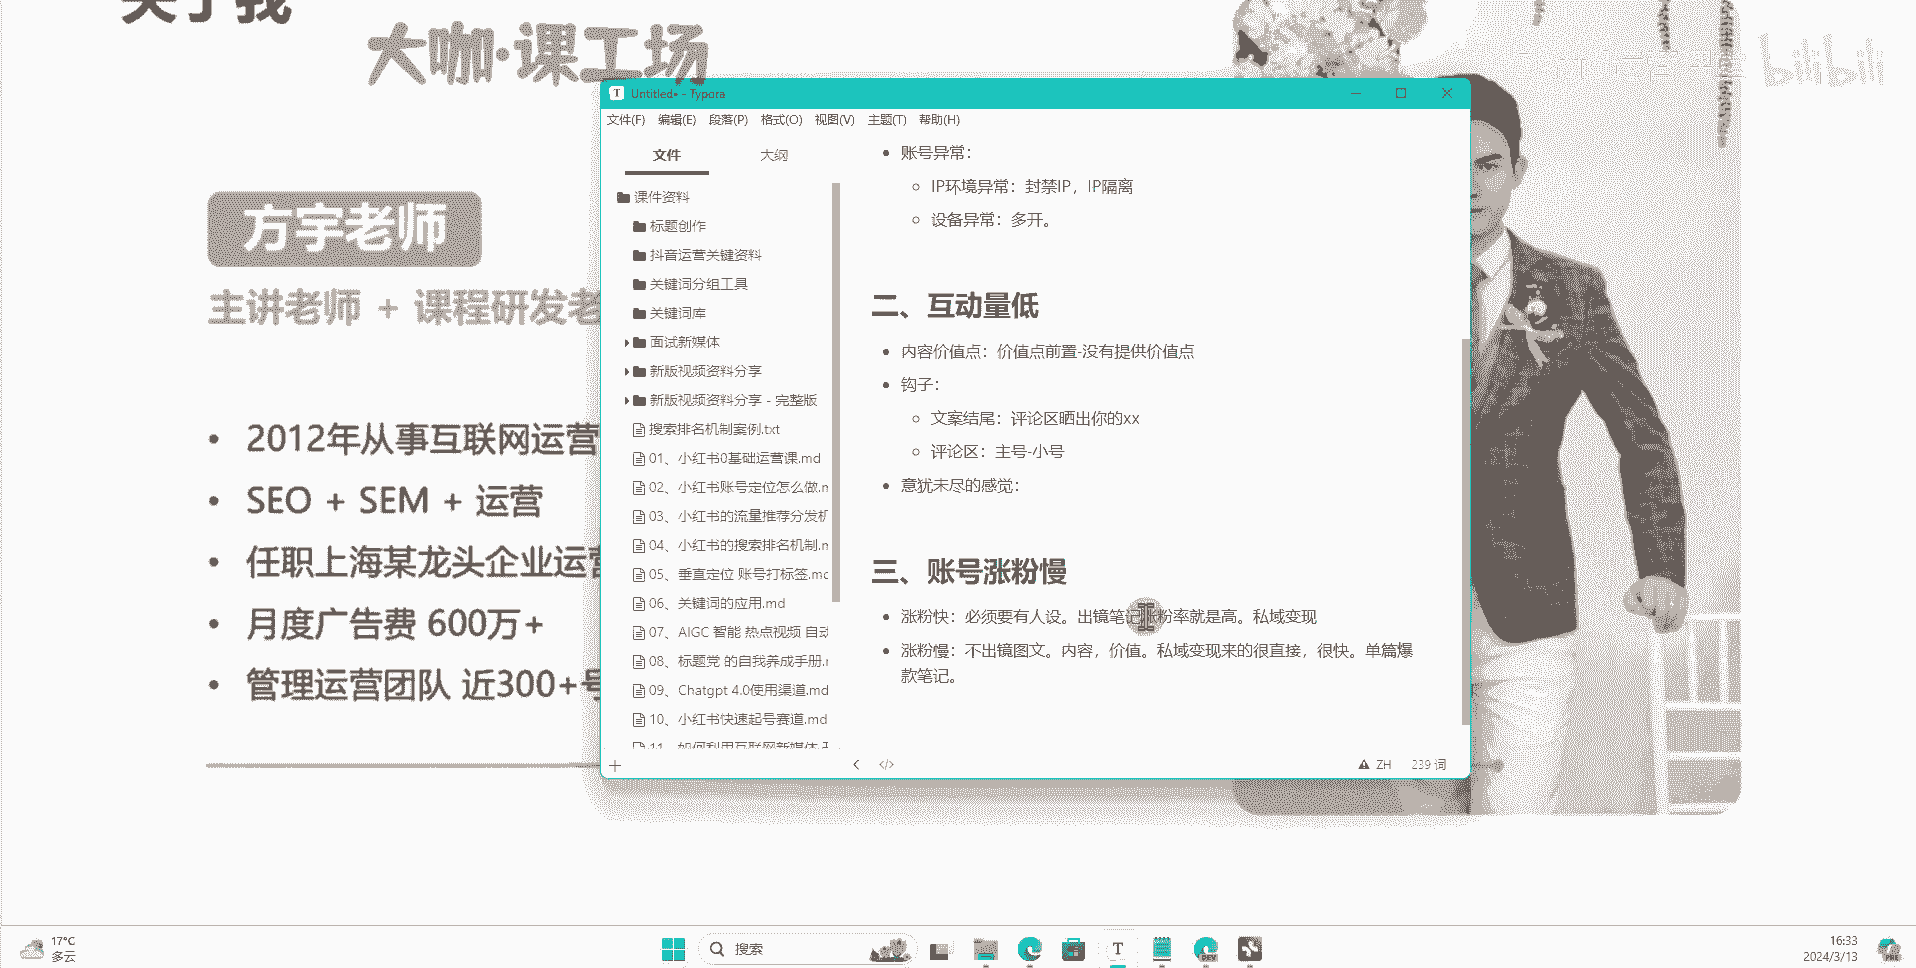 关于我
大咖·课工场
bilibili
方宇老师
主讲老师 + 课程研发老
• 2012年从事互联网运营
• SEO + SEM + 运营
• 任职上海某龙头企业运营
• 月度广告费 600万+
• 管理运营团队 近300+号
Untitled• - Typora
文件(F) 编辑(E) 段落(P) 格式(O) 视图(V) 主题(T) 帮助(H)
文件 大纲
课件资料
标题创作
抖音运营关键资料
关键词分组工具
关键词库
面试新媒体
新版视频资料分享
新版视频资料分享 - 完整版
搜索排名机制案例.txt
01、小红书0基础运营课.md
02、小红书账号定位怎么做.m
03、小红书的流量推荐分发机
04、小红书的搜索排名机制.m
05、垂直定位 账号打标签.md
06、关键词的应用.md
07、AIGC 智能 热点视频 自动
08、标题党 的自我养成手册.m
09、Chatgpt 4.0使用渠道.md
10、小红书快速起号赛道.md
11、如何利用互联网新媒体
• 账号异常：
IP环境异常：封禁IP，IP隔离
设备异常：多开。
二、互动量低
• 内容价值点：价值点前置-没有提供价值点
• 钩子：
文案结尾：评论区晒出你的xx
评论区：主号-小号
• 意犹未尽的感觉：
三、账号涨粉慢
• 涨粉快：必须要有人设。出镜笔记涨粉率就是高。私域变现
• 涨粉慢：不出镜图文。内容，价值。私域变现来的很直接，很快。单篇爆
款笔记。
ZH 239 词
17°C
多云
搜索
16:33
2024/3/13